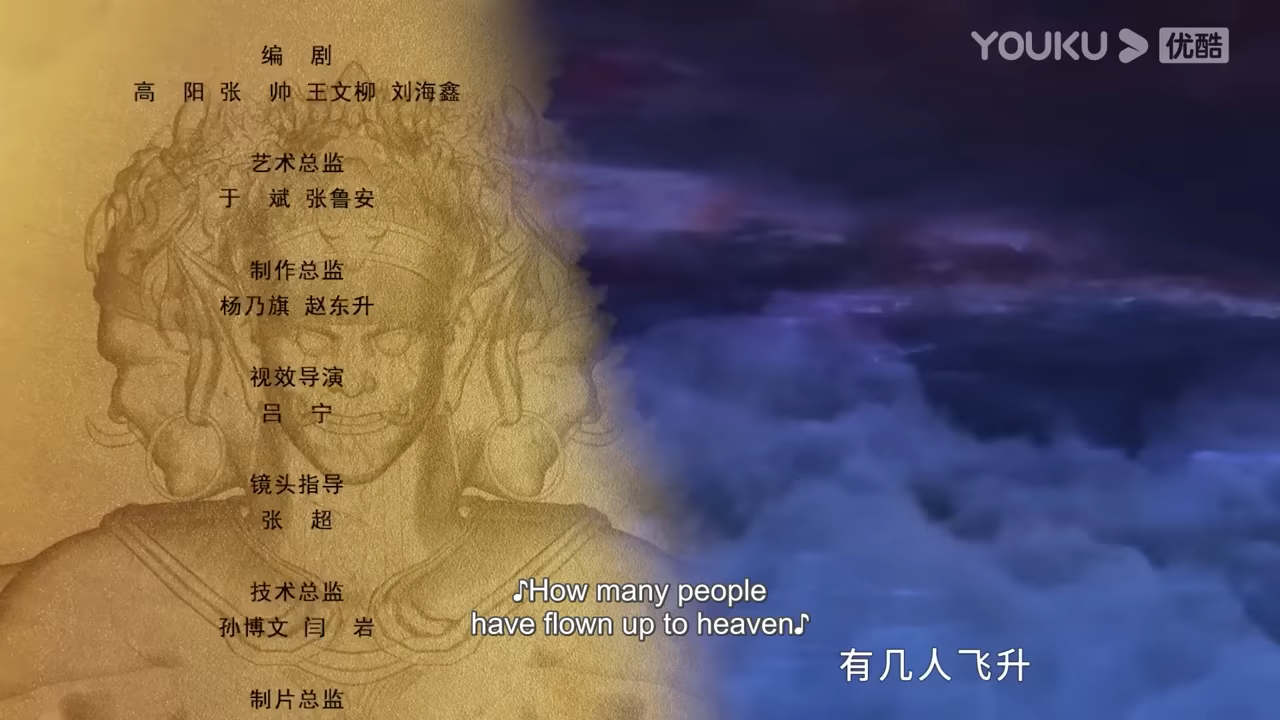 YOUKU 优酷
编 剧
高 阳 张 帅 王文柳 刘海鑫
艺术总监
于 斌 张鲁安
制作总监
杨乃旗 赵东升
视效导演
吕 宁
镜头指导
张 超
技术总监
孙博文 闫 岩
制片总监
♪How many people
have flown up to heaven♪
有几人飞升